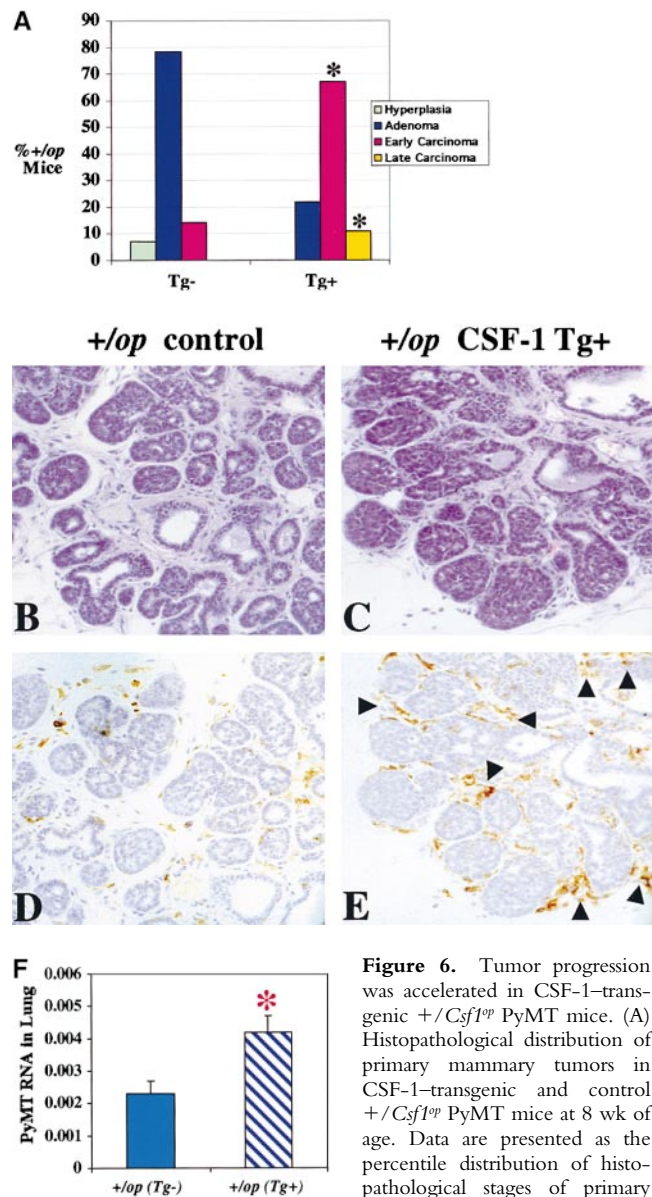 A
90
80
70
60
50
40
30
20
10
0
%+/op
Mice
*
*
Hyperplasia
Adenoma
Early Carcinoma
Late Carcinoma
Tg-
Tg+
+/op control
+/op CSF-1 Tg+
B
C
D
E
F
PyMT RNA in Lung
0.006
0.005
0.004
0.003
0.002
0.001
0
*
+/op (Tg-)
+/op (Tg+)
Figure 6. Tumor progression
was accelerated in CSF-1–trans-
genic +/Csf1op PyMT mice. (A)
Histopathological distribution of
primary mammary tumors in
CSF-1–transgenic and control
+/Csf1op PyMT mice at 8 wk of
age. Data are presented as the
percentile distribution of histo-
pathological stages of primary